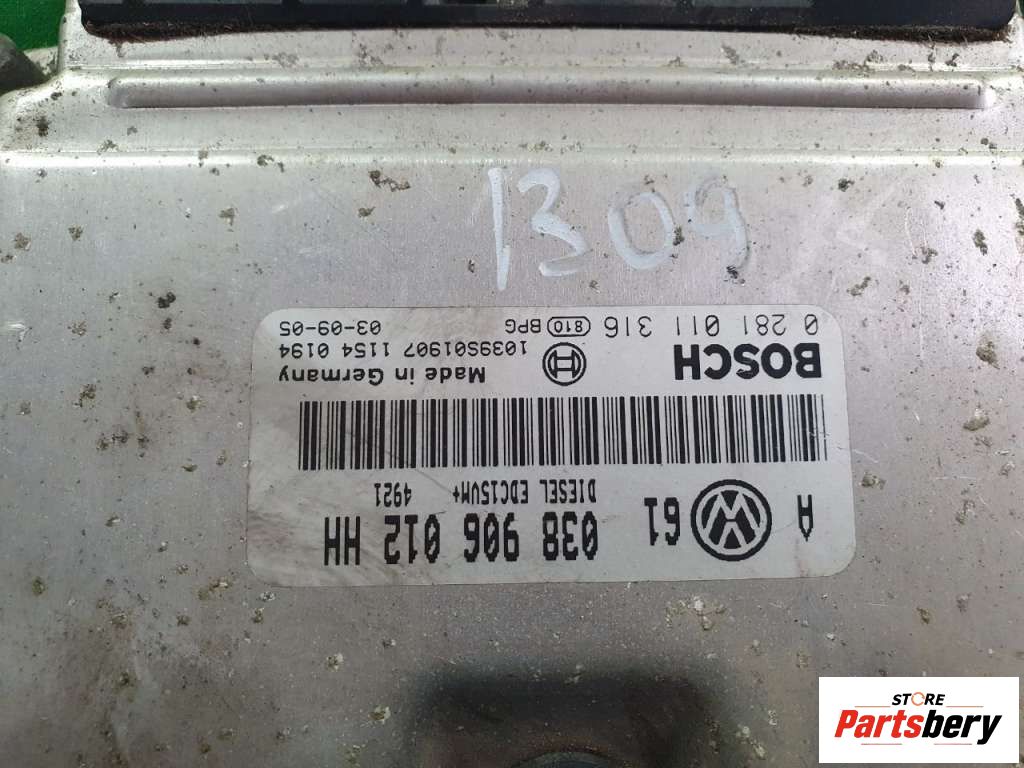 1309
A 61 038 906 012 HH
DIESEL EDC15VM+ 4921
BOSCH Made in Germany
1039S01907 1154 0194
0 281 011 316 810 BPG 03-09-05
STORE
Partsbery